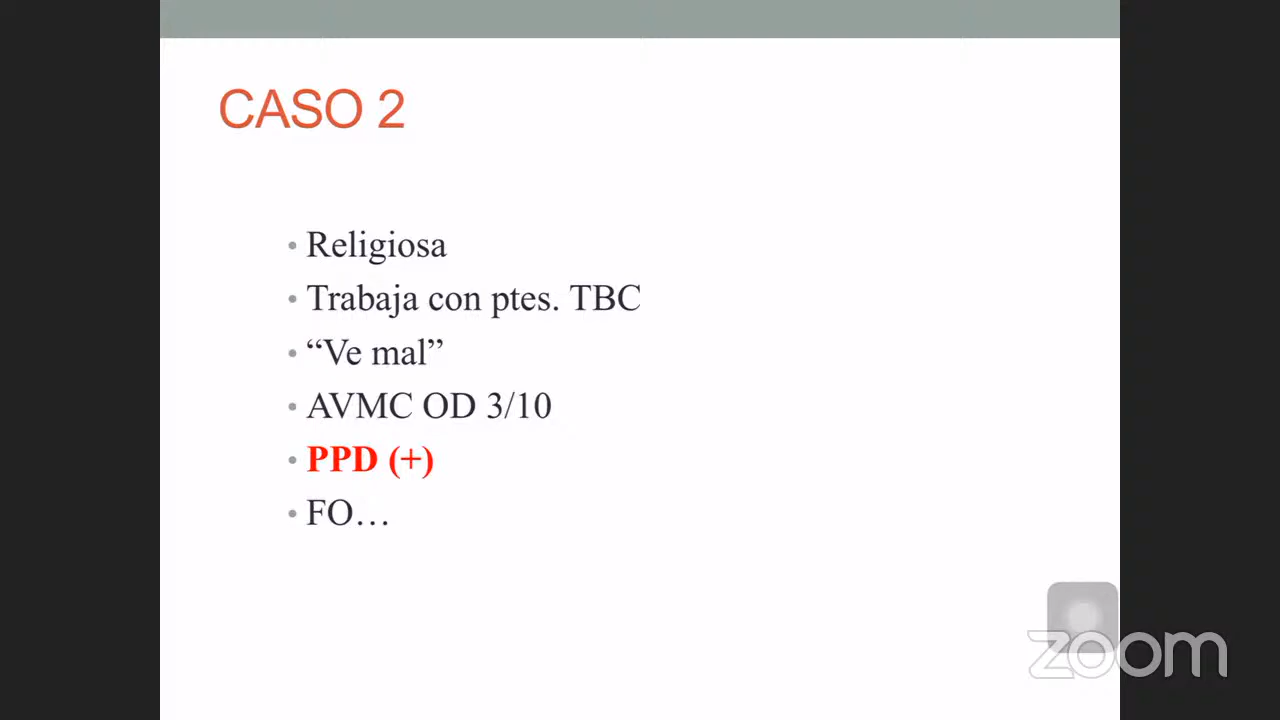 CASO 2
• Religiosa
• Trabaja con ptes. TBC
• “Ve mal”
• AVMC OD 3/10
• PPD (+)
• FO…
zoom